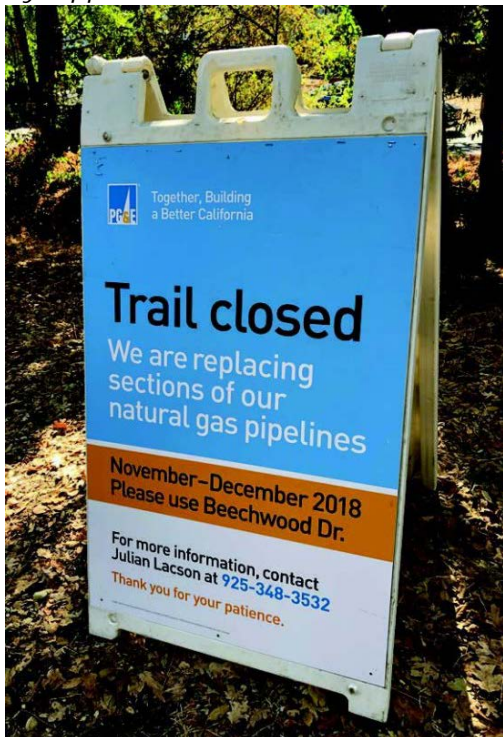 PG&E
Together, Building
a Better California
Trail closed
We are replacing
sections of our
natural gas pipelines
November–December 2018
Please use Beechwood Dr.
For more information, contact
Julian Lacson at 925-348-3532
Thank you for your patience.